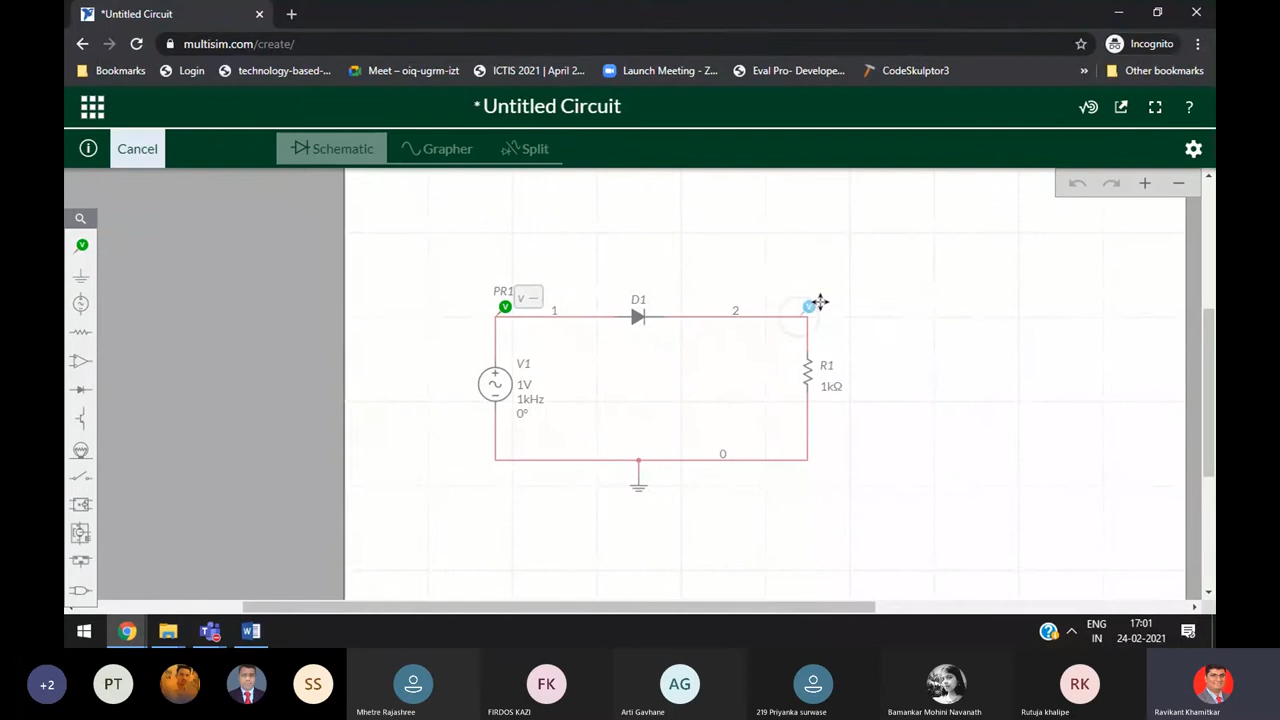 *Untitled Circuit
multisim.com/create/
Incognito
Bookmarks Login technology-based-... Meet – oiq-ugrm-izt ICTIS 2021 | April 2... Launch Meeting - Z... Eval Pro- Develope... CodeSkulptor3 » Other bookmarks
*Untitled Circuit
?
Cancel Schematic Grapher Split
PR1 V —
V
V
V
1
D1
2
V1
1V
1kHz
0°
R1
1kΩ
0
ENG
IN
17:01
24-02-2021
+2 PT SS FK AG RK
Mhetre Rajashree FIRDOS KAZI Arti Gavhane 219 Priyanka surwase Bamankar Mohini Navanath Rutuja khalipe Ravikant Khamitkar